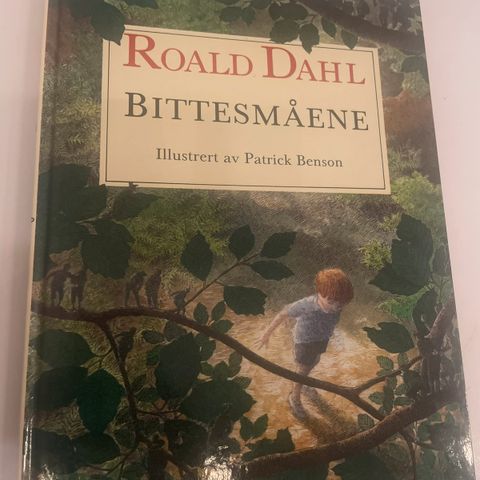 ROALD DAHL
BITTESMÅENE
Illustrert av Patrick Benson